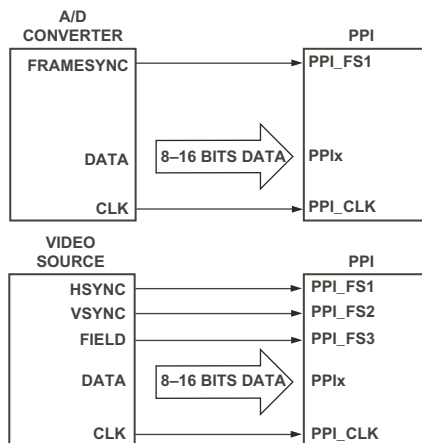 A/D
CONVERTER
PPI
FRAMESYNC
PPI_FS1
DATA
8–16 BITS DATA
PPIx
CLK
PPI_CLK
VIDEO
SOURCE
PPI
HSYNC
PPI_FS1
VSYNC
PPI_FS2
FIELD
PPI_FS3
DATA
8–16 BITS DATA
PPIx
CLK
PPI_CLK